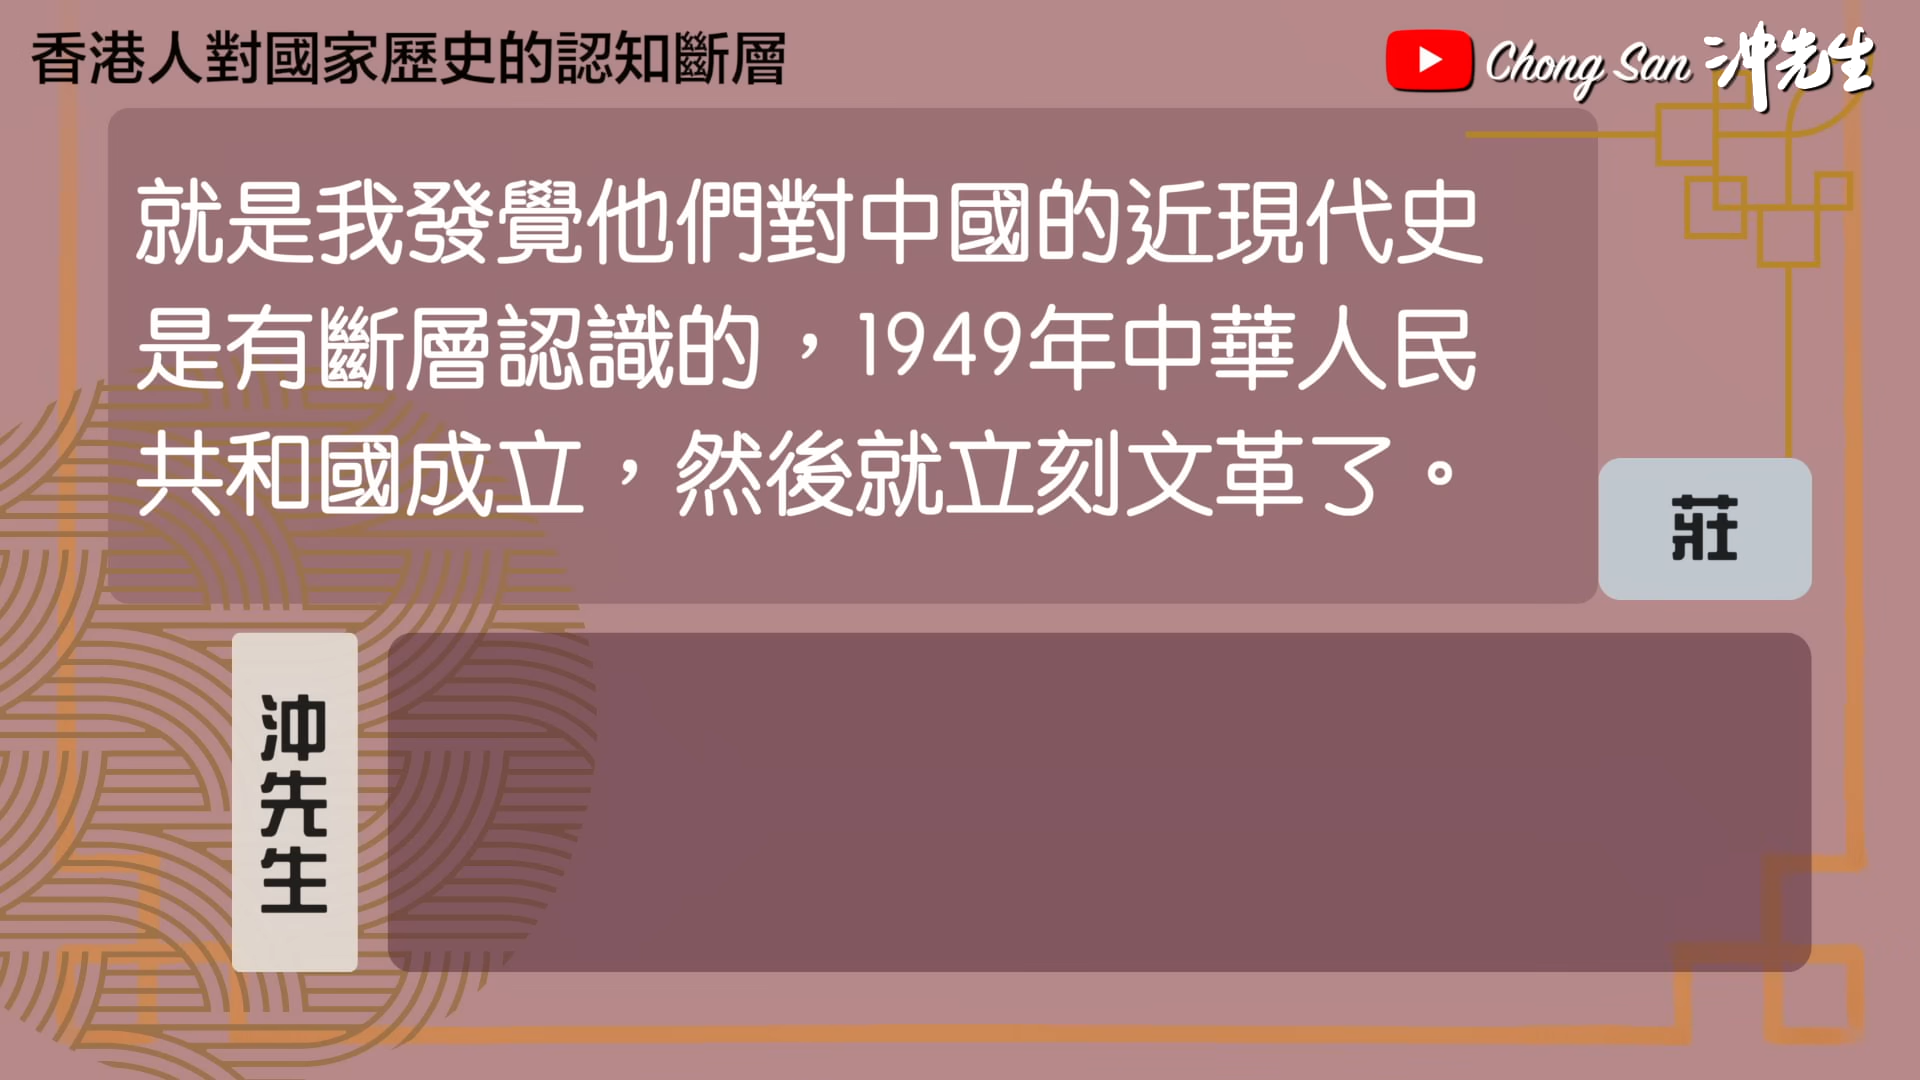 香港人對國家歷史的認知斷層
Chong San 沖先生
就是我發覺他們對中國的近現代史
是有斷層認識的，1949年中華人民
共和國成立，然後就立刻文革了。
莊
沖先生